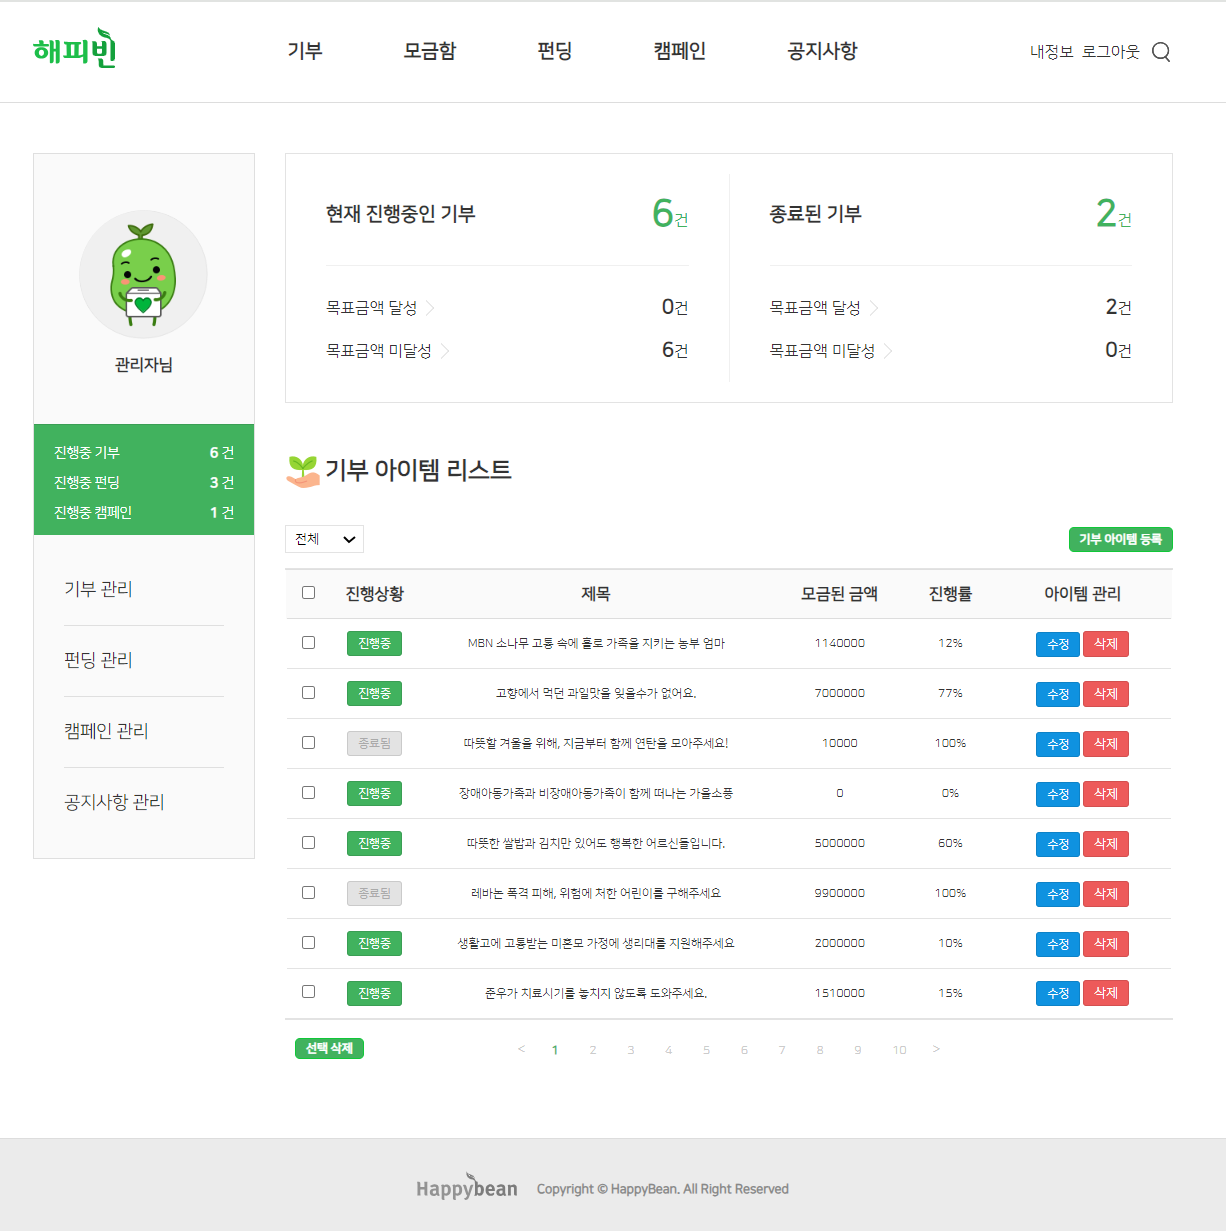 해피빈 기부 모금함 펀딩 캠페인 공지사항 내정보 로그아웃
관리자님
진행중 기부 6 건
진행중 펀딩 3 건
진행중 캠페인 1 건
기부 관리
펀딩 관리
캠페인 관리
공지사항 관리
현재 진행중인 기부 6건
목표금액 달성 > 0건
목표금액 미달성 > 6건
종료된 기부 2건
목표금액 달성 > 2건
목표금액 미달성 > 0건
기부 아이템 리스트
전체 기부 아이템 등록
진행상황 제목 모금된 금액 진행률 아이템 관리
진행중 MBN 소나무 고통 속에 홀로 가족을 지키는 농부 엄마 1140000 12% 수정 삭제
진행중 고향에서 먹던 과일맛을 잊을수가 없어요. 7000000 77% 수정 삭제
종료됨 따뜻할 겨울을 위해, 지금부터 함께 연탄을 모아주세요! 10000 100% 수정 삭제
진행중 장애아동가족과 비장애아동가족이 함께 떠나는 가을소풍 0 0% 수정 삭제
진행중 따뜻한 쌀밥과 김치만 있어도 행복한 어르신들입니다. 5000000 60% 수정 삭제
종료됨 레바논 폭격 피해, 위험에 처한 어린이를 구해주세요 9900000 100% 수정 삭제
진행중 생활고에 고통받는 미혼모 가정에 생리대를 지원해주세요 2000000 10% 수정 삭제
진행중 준우가 치료시기를 놓치지 않도록 도와주세요. 1510000 15% 수정 삭제
선택 삭제 < 1 2 3 4 5 6 7 8 9 10 >
Happybean Copyright © HappyBean. All Right Reserved